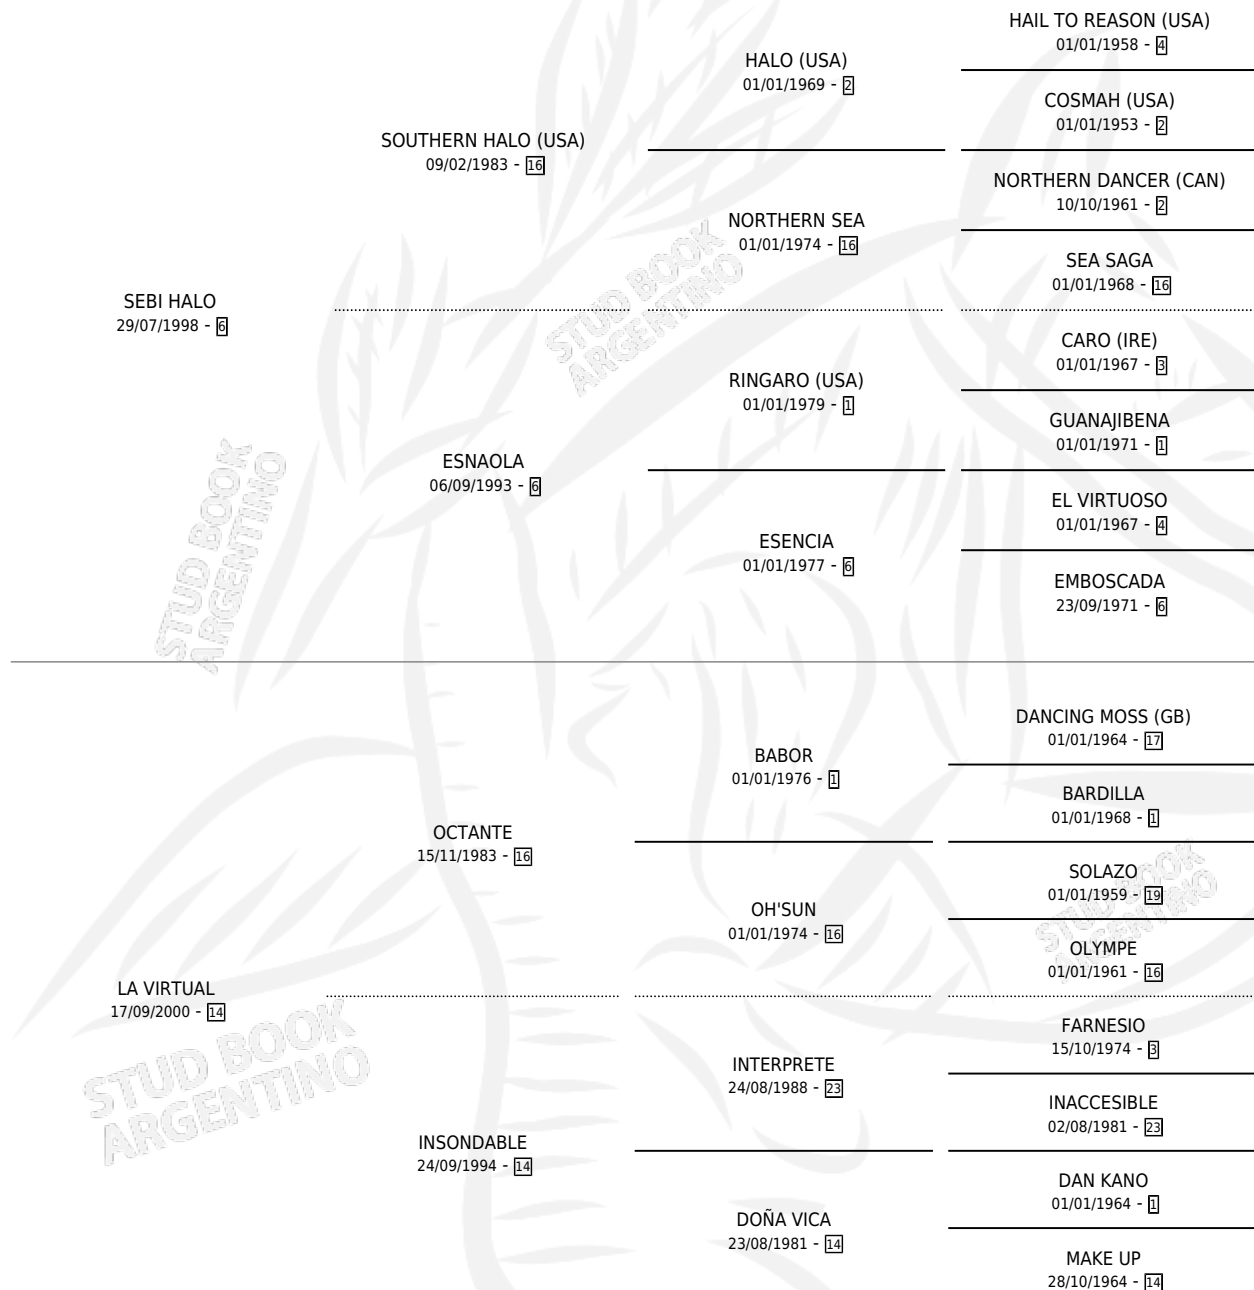 HAIL TO REASON (USA)
01/01/1958 - 4
HALO (USA)
01/01/1969 - 2
COSMAH (USA)
01/01/1953 - 2
SOUTHERN HALO (USA)
09/02/1983 - 16
NORTHERN DANCER (CAN)
10/10/1961 - 2
NORTHERN SEA
01/01/1974 - 16
SEA SAGA
01/01/1968 - 16
SEBI HALO
29/07/1998 - 6
CARO (IRE)
01/01/1967 - 3
RINGARO (USA)
01/01/1979 - 1
GUANAJIBENA
01/01/1971 - 1
ESNAOLA
06/09/1993 - 6
EL VIRTUOSO
01/01/1967 - 4
ESENCIA
01/01/1977 - 6
EMBOSCADA
23/09/1971 - 6
DANCING MOSS (GB)
01/01/1964 - 17
BABOR
01/01/1976 - 1
BARDILLA
01/01/1968 - 1
OCTANTE
15/11/1983 - 16
SOLAZO
01/01/1959 - 19
OH'SUN
01/01/1974 - 16
OLYMPE
01/01/1961 - 16
LA VIRTUAL
17/09/2000 - 14
FARNESIO
15/10/1974 - 3
INTERPRETE
24/08/1988 - 23
INACCESIBLE
02/08/1981 - 23
INSONDABLE
24/09/1994 - 14
DAN KANO
01/01/1964 - 1
DOÑA VICA
23/08/1981 - 14
MAKE UP
28/10/1964 - 14
STUD BOOK
ARGENTINO
STUD BOOK
ARGENTINO
STUD BOOK
ARGENTINO
STUD BOOK
ARGENTINO